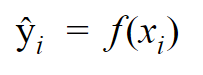 ŷᵢ = f(xᵢ)